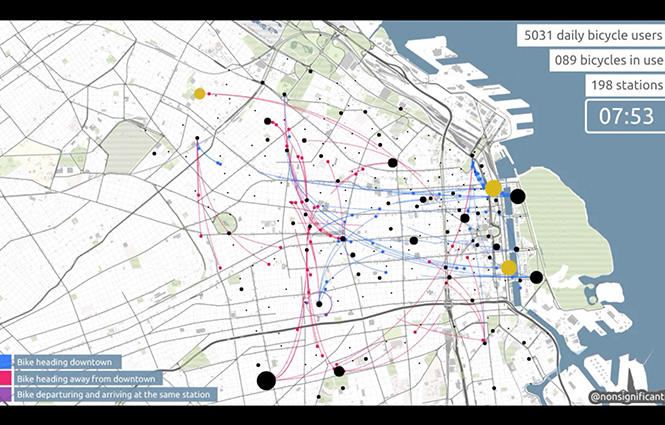 5031 daily bicycle users
089 bicycles in use
198 stations
07:53
Bike heading downtown
Bike heading away from downtown
Bike departuring and arriving at the same station
@nonsignificant